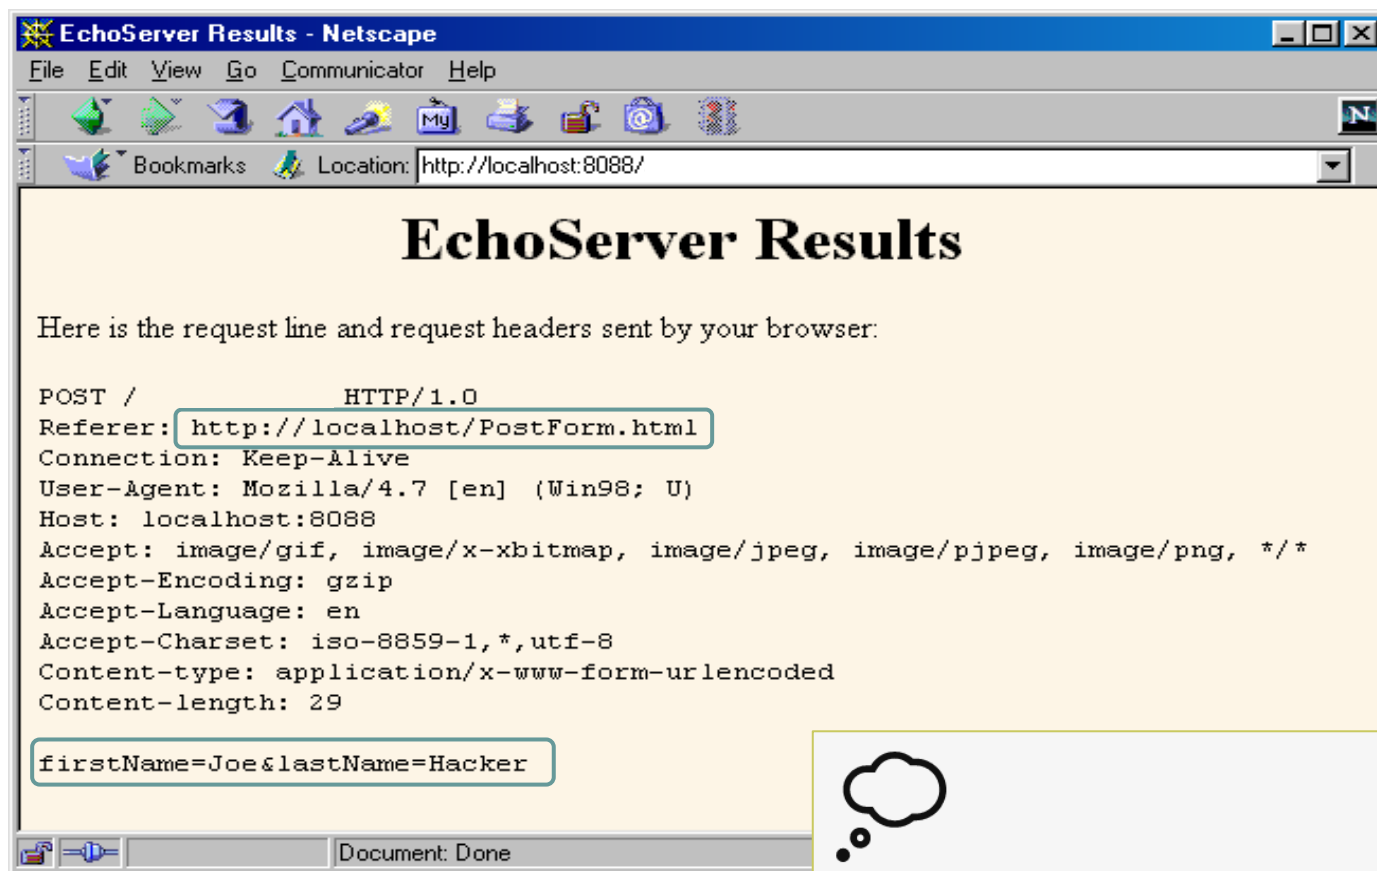 EchoServer Results - Netscape
File Edit View Go Communicator Help
My
N
Bookmarks Location: http://localhost:8088/
EchoServer Results
Here is the request line and request headers sent by your browser:
POST / HTTP/1.0
Referer: http://localhost/PostForm.html
Connection: Keep-Alive
User-Agent: Mozilla/4.7 [en] (Win98; U)
Host: localhost:8088
Accept: image/gif, image/x-xbitmap, image/jpeg, image/pjpeg, image/png, */*
Accept-Encoding: gzip
Accept-Language: en
Accept-Charset: iso-8859-1,*,utf-8
Content-type: application/x-www-form-urlencoded
Content-length: 29
firstName=Joe&lastName=Hacker
Document: Done